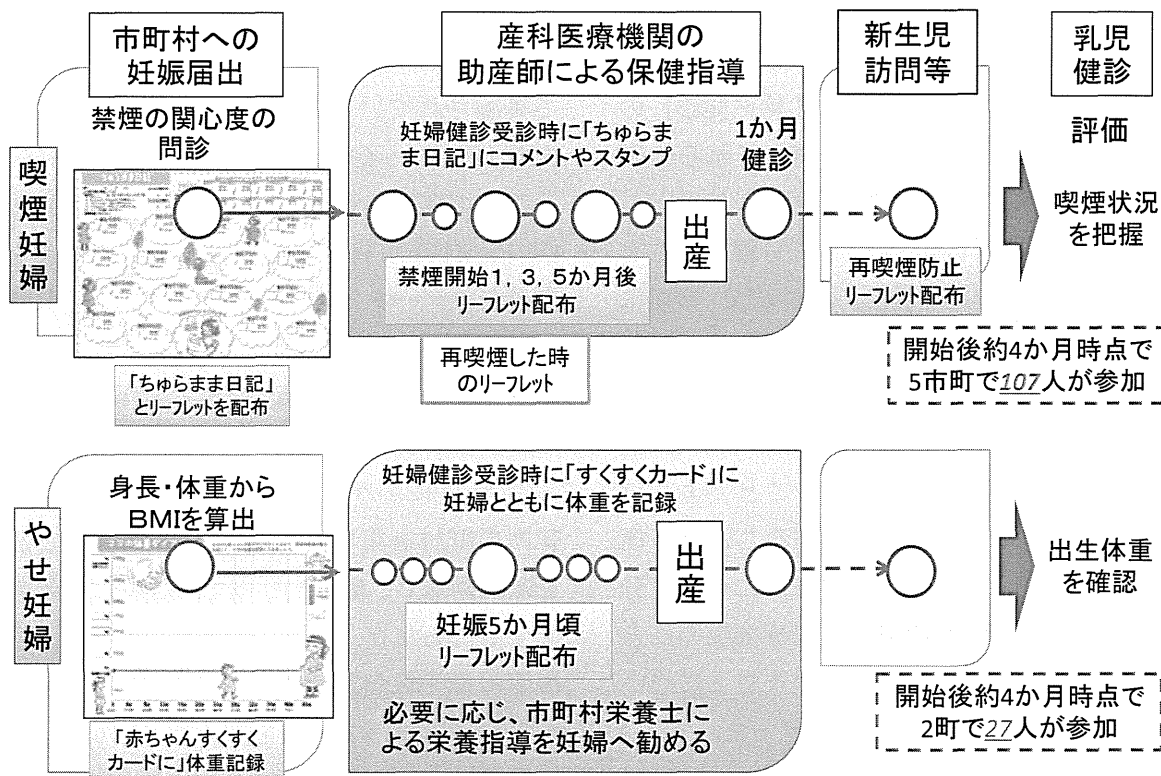 市町村への
妊娠届出
産科医療機関の
助産師による保健指導
新生児
訪問等
乳児
健診
喫煙妊婦
禁煙の関心度の
問診
「ちゅらまま日記」
とリーフレットを配布
妊婦健診受診時に「ちゅらま
ま日記」にコメントやスタンプ
1か月
健診
出産
禁煙開始1, 3, 5か月後
リーフレット配布
再喫煙した時
のリーフレット
再喫煙防止
リーフレット配布
評価
喫煙状況
を把握
開始後約4か月時点で
5市町で107人が参加
やせ妊婦
身長・体重から
BMIを算出
「赤ちゃんすくすく
カードに」体重記録
妊婦健診受診時に「すくすくカード」に
妊婦とともに体重を記録
出産
妊娠5か月頃
リーフレット配布
必要に応じ、市町村栄養士に
よる栄養指導を妊婦へ勧める
出生体重
を確認
開始後約4か月時点で
2町で27人が参加